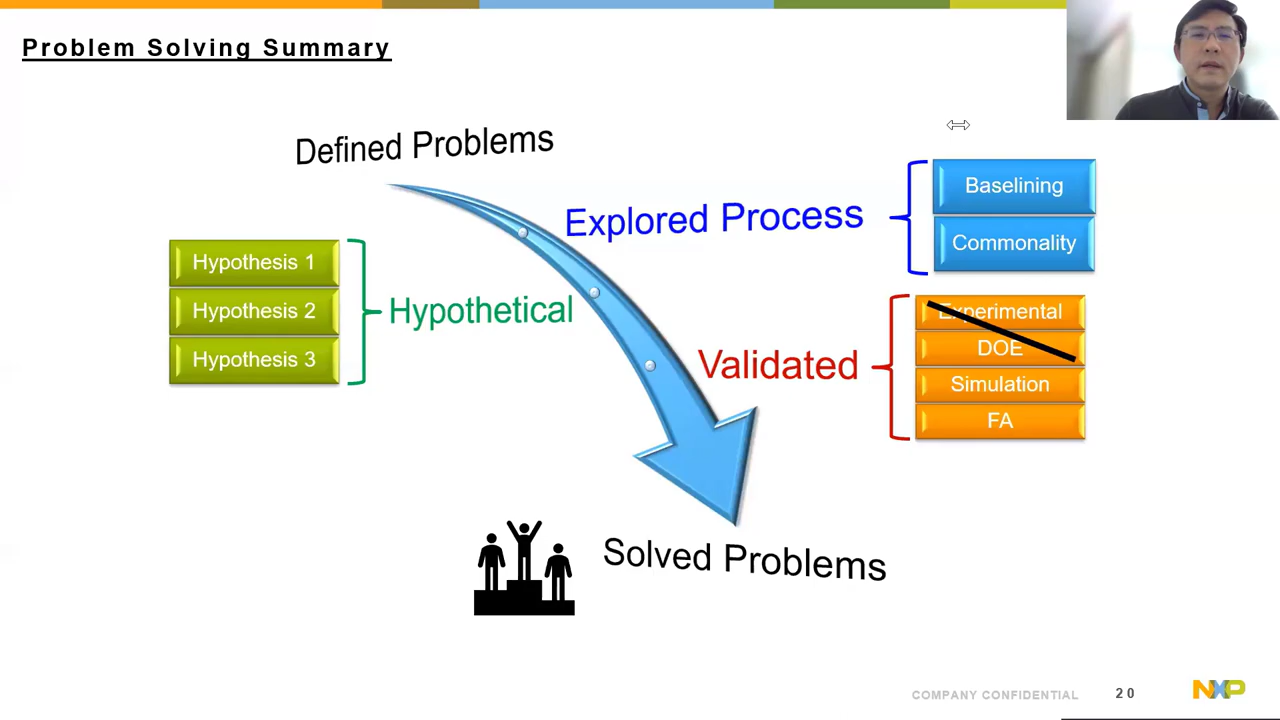 Problem Solving Summary
Defined Problems
Explored Process
Baselining
Commonality
Hypothesis 1
Hypothesis 2
Hypothesis 3
Hypothetical
Validated
Experimental
DOE
Simulation
FA
Solved Problems
COMPANY CONFIDENTIAL
20
NXP